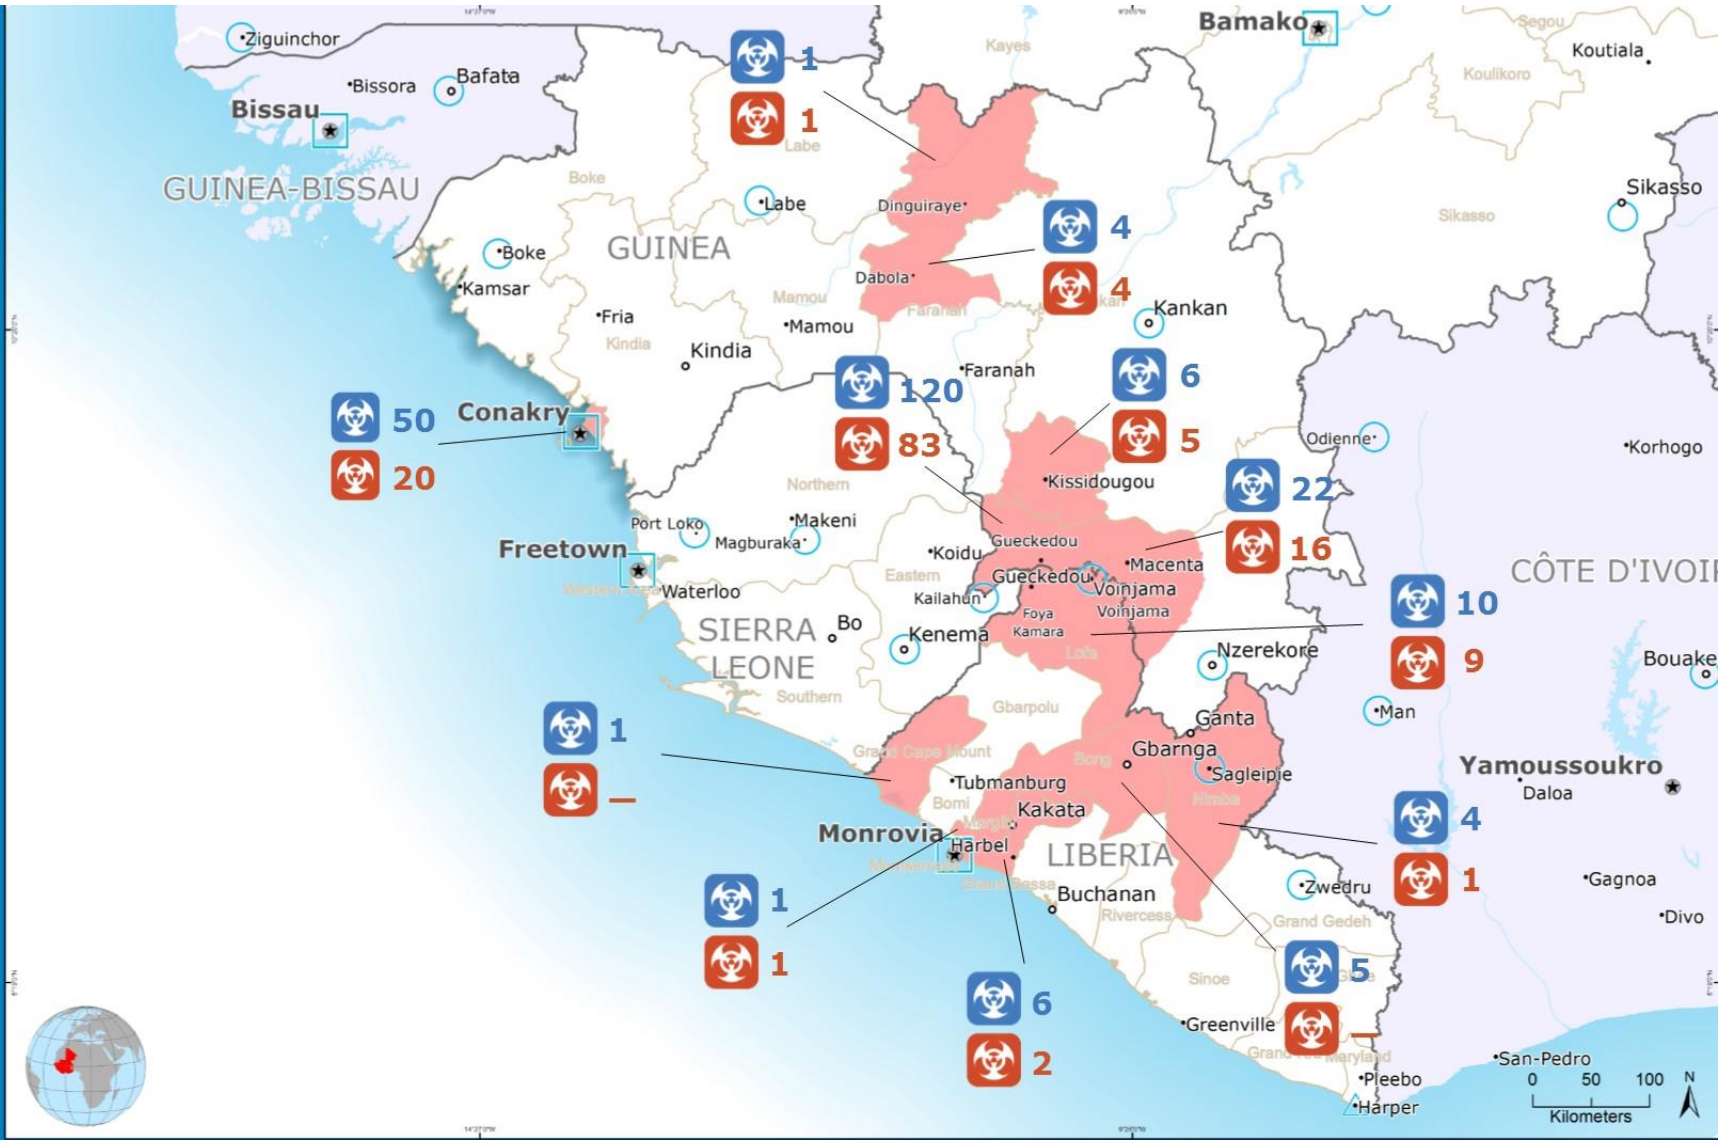 Ziguinchor
Bissora
Bafata
Bissau
GUINEA-BISSAU
Kayes
1
1
Labe
Bamako
Segou
Koutiala
Koulikoro
Boke
Labe
Dinguiraye
4
Sikasso
Sikasso
GUINEA
Boke
Kamsar
Dabola
4
Mamou
Faranah
Kankan
Fria
Mamou
Kindia
Kindia
Faranah
6
120
5
50
Conakry
83
20
Odienne
Korhogo
Kissidougou
22
Northern
Port Loko
Makeni
Magburaka
Freetown
Koidu
Gueckedou
16
Macenta
Eastern
Gueckedou
Voinjama
Kailahun
Voinjama
Foya
Kamara
Waterloo
CÔTE D'IVOIR
10
9
SIERRA
LEONE
Bo
Kenema
Lofa
Nzerekore
Bouake
Southern
Gbarpolu
Man
Ganta
1
Grand Cape Mount
Bong
Gbarnga
Sagleipie
Nimba
Yamoussoukro
Daloa
—
Tubmanburg
Bomi
Kakata
Monrovia
Harbel
LIBERIA
4
1
Buchanan
Rivercess
Zwedru
Grand Gedeh
Gagnoa
Divo
1
1
6
2
5
—
Sinoe
Greenville
Maryland
Pleebo
Harper
San-Pedro
0 50 100
Kilometers
N